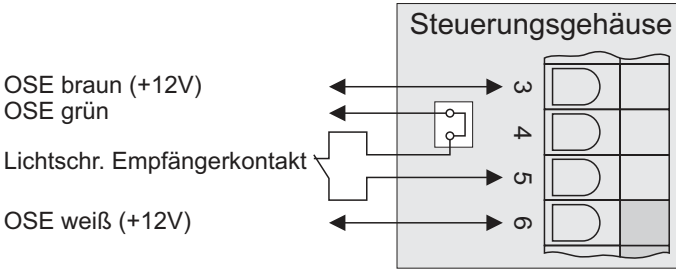 Steuerungsgehäuse
OSE braun (+12V)
OSE grün
Lichtschr. Empfängerkontakt
OSE weiß (+12V)
3
4
5
6